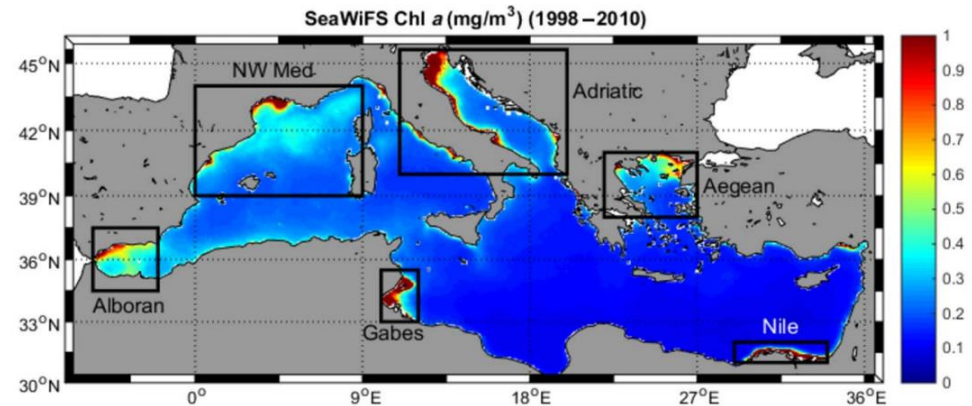 SeaWiFS Chl a (mg/m³) (1998–2010)
45°N
42°N
39°N
36°N
33°N
30°N
NW Med
Adriatic
Aegean
Alboran
Gabes
Nile
0°
9°E
18°E
27°E
36°E
1
0.9
0.8
0.7
0.6
0.5
0.4
0.3
0.2
0.1
0